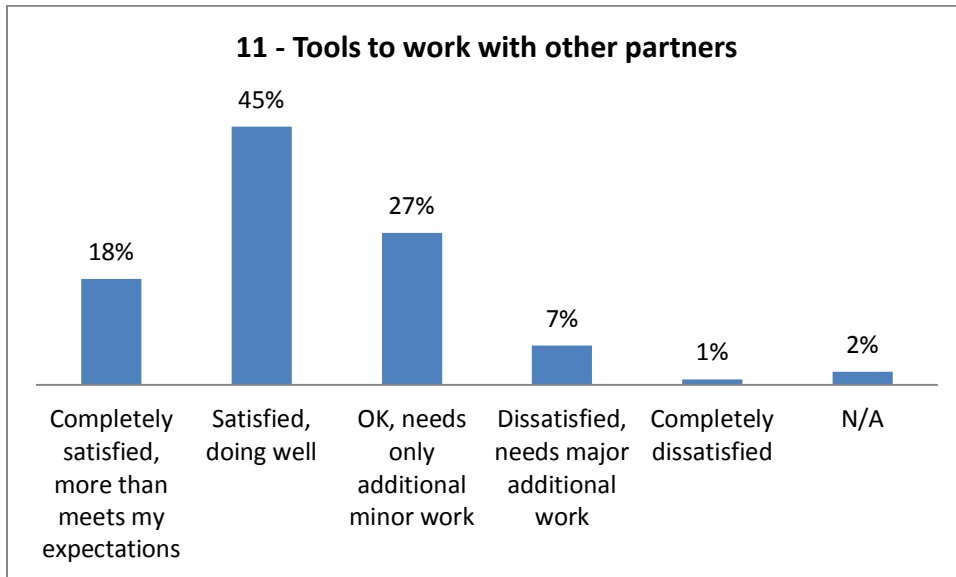 11 - Tools to work with other partners
45%
27%
18%
7%
1%
2%
Completely
satisfied,
more than
meets my
expectations
Satisfied,
doing well
OK, needs
only
additional
minor work
Dissatisfied,
needs major
additional
work
Completely
dissatisfied
N/A